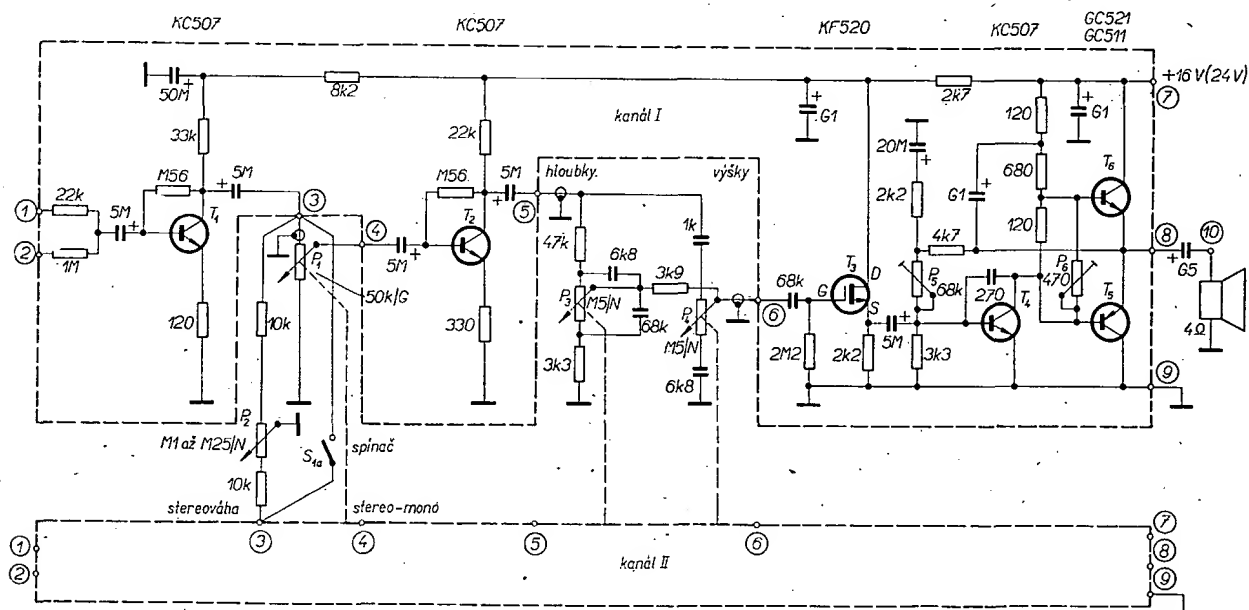 KC507
KC507
KF520
KC507
GC521
GC511
50M
+
8k2
+
G1
2k7
+16V(24V)
7
33k
kanál I
22k
120
+
G1
20M
+
M56
+
5M
M56
+
5M
hloubky
výšky
680
T6
1
22k
5M
+
T1
3
5
2k2
+
G1
120
2
1M
4
T2
47k
1k
4k7
8
10
P1
5M
+
6k8
3k9
T3
D
P5
68k
P6
470
+
G5
50k/G
P3
M5/N
68k
G
S
270
T4
T5
4Ω
120
10k
330
68k
P4
M5/N
6
2M2
2k2
5M
+
3k3
3k3
6k8
9
P2
M1 až M25/N
S1a
spínač
10k
stereováha
stereo-monó
3
4
5
6
7
1
8
2
kanál II
9